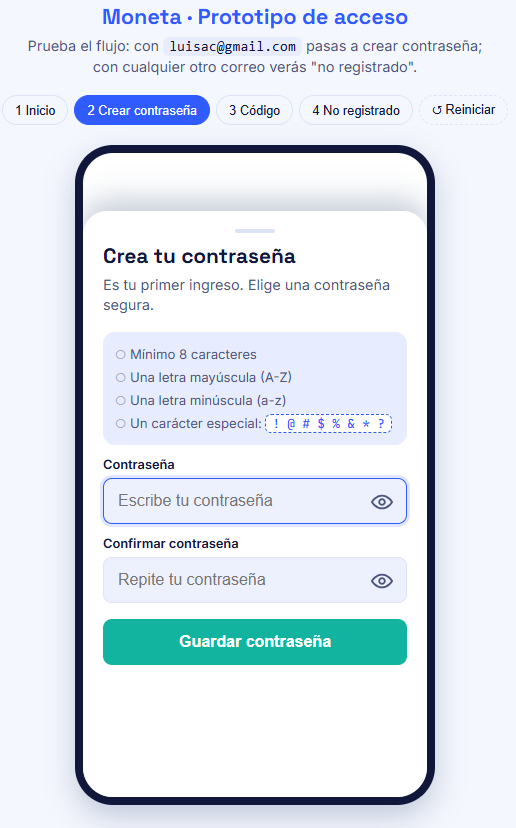 Moneta · Prototipo de acceso
Prueba el flujo: con luisac@gmail.com pasas a crear contraseña;
con cualquier otro correo verás "no registrado".
1 Inicio
2 Crear contraseña
3 Código
4 No registrado
↺ Reiniciar
Crea tu contraseña
Es tu primer ingreso. Elige una contraseña
segura.
○ Mínimo 8 caracteres
○ Una letra mayúscula (A-Z)
○ Una letra minúscula (a-z)
○ Un carácter especial: ! @ # $ % & * ?
Contraseña
Escribe tu contraseña
Confirmar contraseña
Repite tu contraseña
Guardar contraseña